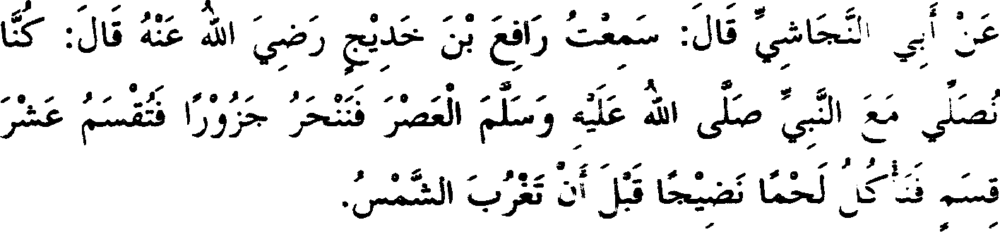 عَنْ أَبِي النَّجَاشِيِّ قَالَ: سَمِعْتُ رَافِعَ بْنَ خَدِيْجٍ رَضِيَ اللهُ عَنْهُ قَالَ: كُنَّا
نُصَلِّي مَعَ النَّبِيِّ صَلَّى اللهُ عَلَيْهِ وَسَلَّمَ الْعَصْرَ فَنَنْحَرُ جَزُوْرًا فَتُقْسَمُ عَشْرَ
قِسَمٍ فَنَأْكُلُ لَحْمًا نَضِيْجًا قَبْلَ أَنْ تَغْرُبَ الشَّمْسُ.